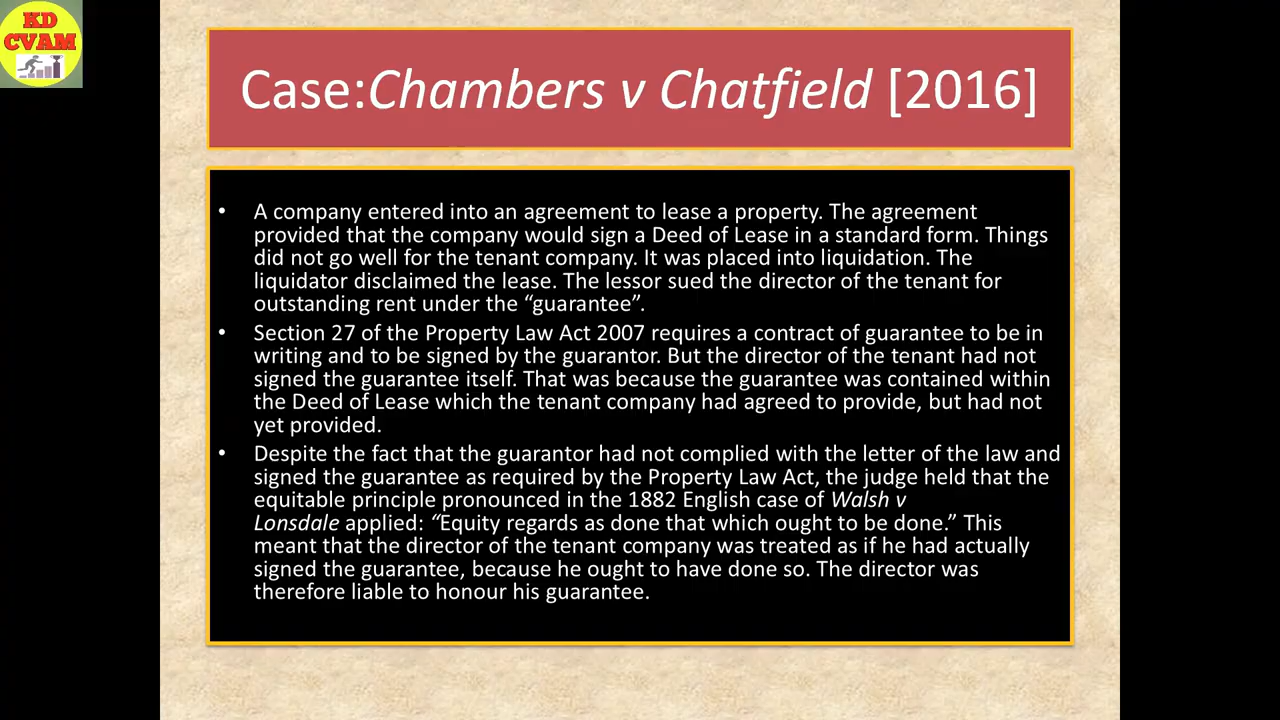 KD
CVAM
Case:Chambers v Chatfield [2016]
• A company entered into an agreement to lease a property. The agreement
provided that the company would sign a Deed of Lease in a standard form. Things
did not go well for the tenant company. It was placed into liquidation. The
liquidator disclaimed the lease. The lessor sued the director of the tenant for
outstanding rent under the “guarantee”.
• Section 27 of the Property Law Act 2007 requires a contract of guarantee to be in
writing and to be signed by the guarantor. But the director of the tenant had not
signed the guarantee itself. That was because the guarantee was contained within
the Deed of Lease which the tenant company had agreed to provide, but had not
yet provided.
• Despite the fact that the guarantor had not complied with the letter of the law and
signed the guarantee as required by the Property Law Act, the judge held that the
equitable principle pronounced in the 1882 English case of Walsh v
Lonsdale applied: “Equity regards as done that which ought to be done.” This
meant that the director of the tenant company was treated as if he had actually
signed the guarantee, because he ought to have done so. The director was
therefore liable to honour his guarantee.